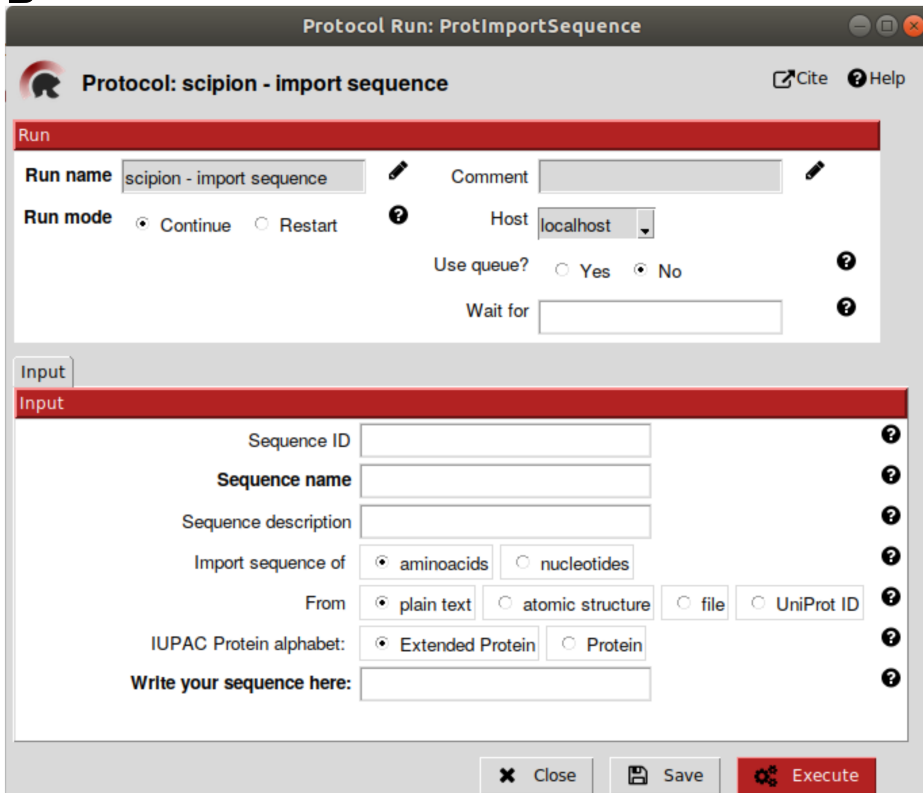 Protocol Run: ProtImportSequence
Protocol: scipion - import sequence Cite Help
Run
Run name scipion - import sequence Comment
Run mode Continue Restart Host localhost
Use queue? Yes No
Wait for
Input
Input
Sequence ID
Sequence name
Sequence description
Import sequence of aminoacids nucleotides
From plain text atomic structure file UniProt ID
IUPAC Protein alphabet: Extended Protein Protein
Write your sequence here:
Close Save Execute